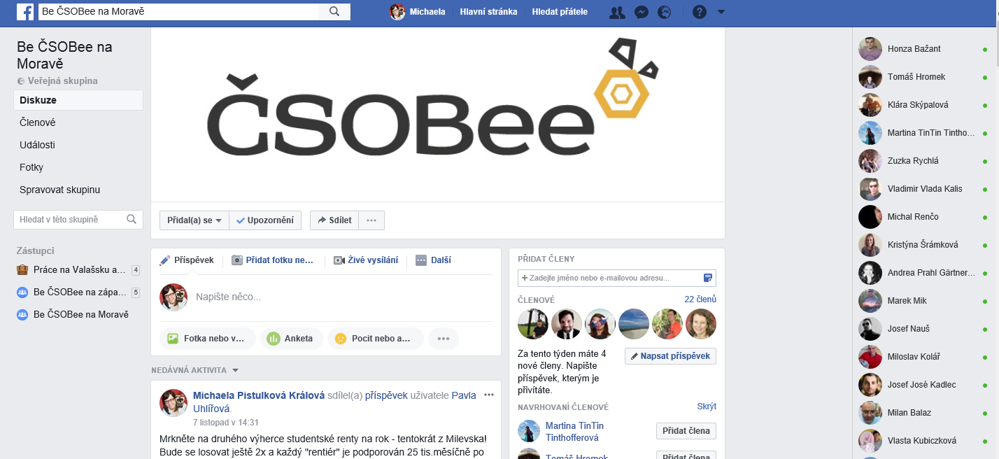 Be ČSOBee na Moravě
Michaela
Hlavní stránka
Hledat přátele
Be ČSOBee na
Moravě
Veřejná skupina
Diskuze
Členové
Události
Fotky
Spravovat skupinu
Hledat v této skupině
Zástupci
Práce na Valašsku a... 4
Be ČSOBee na zápa... 5
Be ČSOBee na Moravě
ČSOBee
Přidal(a) se
Upozornění
Sdílet
Příspěvek
Přidat fotku ne...
Živé vysílání
Další
Napište něco...
Fotka nebo v...
Anketa
Pocit nebo a...
NEDÁVNÁ AKTIVITA
Michaela Pistulková Králová sdílel(a) příspěvek uživatele Pavla
Uhlířová.
7 listopad v 14:31
Mrkněte na druhého výherce studentské renty na rok - tentokrát z Milevska!
Bude se losovat ještě 2x a každý "rentiér" je podporován 25 tis.měsíčně po
PŘIDAT ČLENY
+ Zadejte jméno nebo e-mailovou adresu...
ČLENOVÉ
22 členů
Za tento týden máte 4
nové členy. Napište
příspěvek, kterým je
přivítáte.
Napsat příspěvek
NAVRHOVANÍ ČLENOVÉ
Skrýt
Martina TinTin
Tinthofferová
Přidat člena
Tomáš Hromek
Přidat člena
Honza Bažant
Tomáš Hromek
Klára Skýpalová
Martina TinTin Tintho...
Zuzka Rychlá
Vladimir Vlada Kalis
Michal Renčo
Kristýna Šrámková
Andrea Prahl Gärtner...
Marek Mik
Josef Nauš
Miloslav Kolář
Josef José Kadlec
Milan Balaz
Vlasta Kubiczková